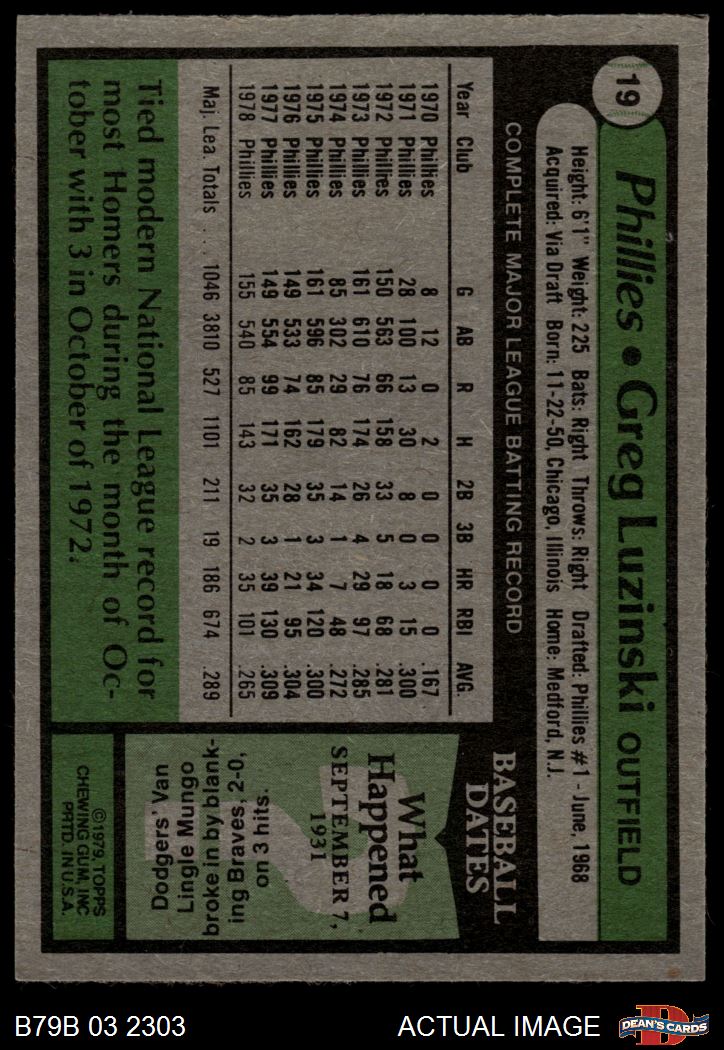 19
Phillies • Greg Luzinski OUTFIELD
Height: 6'1" Weight: 225 Bats: Right Throws: Right Drafted: Phillies #1 - June, 1968
Acquired: Via Draft Born: 11-22-50, Chicago, Illinois Home: Medford, N.J.
COMPLETE MAJOR LEAGUE BATTING RECORD
Year Club G AB R H 2B 3B HR RBI AVG.
1970 Phillies 8 12 0 2 0 0 0 0 .167
1971 Phillies 28 100 13 30 8 0 3 15 .300
1972 Phillies 150 563 66 158 33 5 18 68 .281
1973 Phillies 161 610 76 174 26 4 29 97 .285
1974 Phillies 85 302 29 82 14 1 7 48 .272
1975 Phillies 161 596 85 179 35 3 34 120 .300
1976 Phillies 149 533 74 162 28 1 21 95 .304
1977 Phillies 149 554 99 171 35 3 39 130 .309
1978 Phillies 155 540 85 143 32 2 35 101 .265
Maj. Lea. Totals . . . 1046 3810 527 1101 211 19 186 674 .289
Tied modern National League record for
most Homers during the month of Oc-
tober with 3 in October of 1972.
BASEBALL
DATES
What
Happened
SEPTEMBER 7,
1931
Dodgers' Van
Lingle Mungo
broke in by blank-
ing Braves, 2-0,
on 3 hits.
©1979, TOPPS
CHEWING GUM, INC
PRTD. IN U.S.A.
B79B 03 2303
ACTUAL IMAGE
D
DEAN'S CARDS